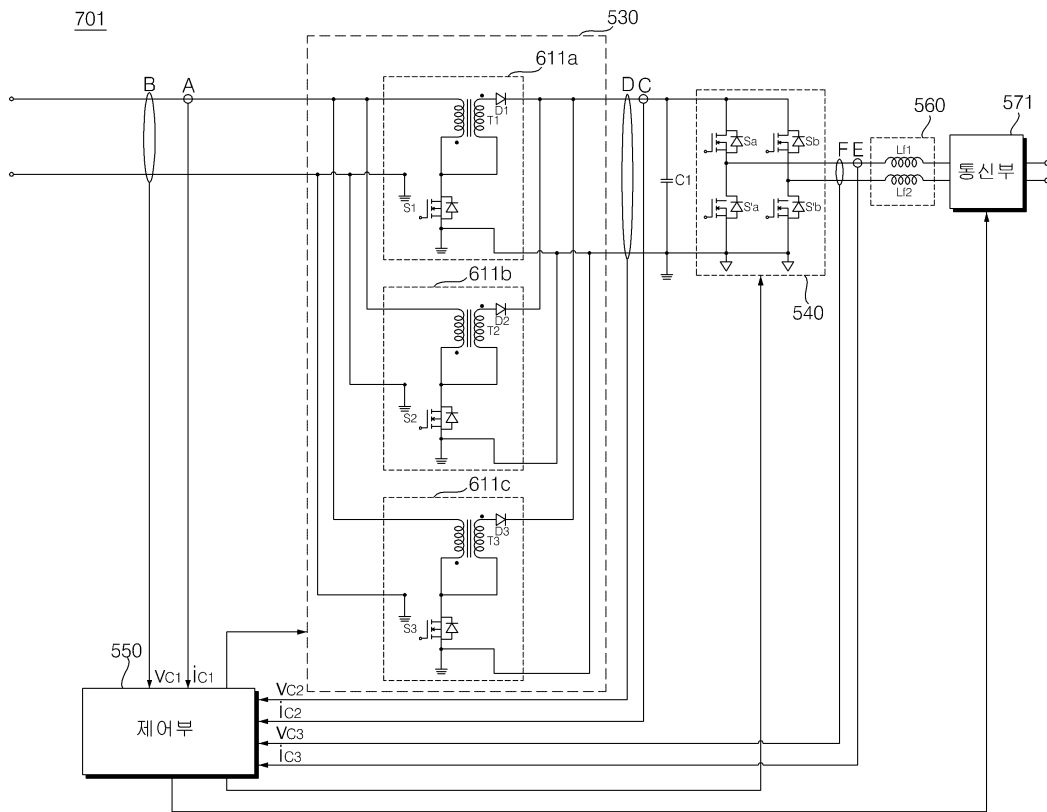 701
530
611a
B
A
D1
T1
S1
D
C
C1
Sa
Sb
S'a
S'b
540
F
E
560
Lf1
Lf2
571
통신부
611b
D2
T2
S2
611c
D3
T3
S3
550
VC1
iC1
제어부
VC2
iC2
VC3
iC3